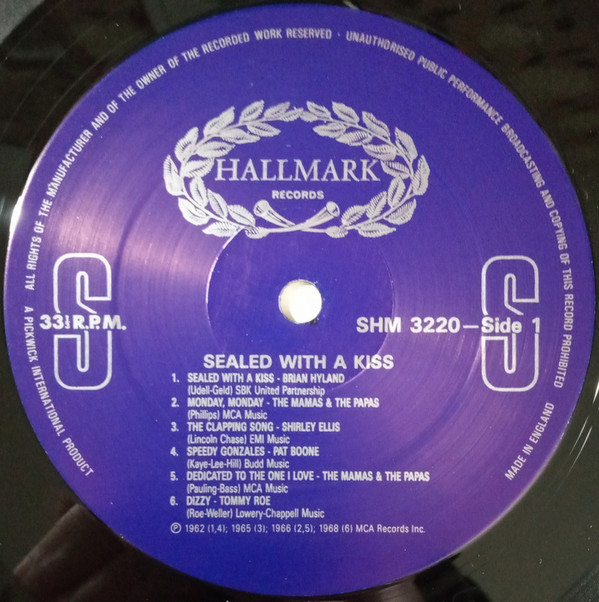 ALL RIGHTS OF THE MANUFACTURER AND OF THE OWNER OF THE RECORDED WORK RESERVED · UNAUTHORISED PUBLIC PERFORMANCE BROADCASTING AND COPYING OF THIS RECORD PROHIBITED
HALLMARK
RECORDS
S
S
33⅓ R.P.M.
SHM 3220—Side 1
SEALED WITH A KISS
1. SEALED WITH A KISS - BRIAN HYLAND
(Udell-Geld) SBK United Partnership
2. MONDAY, MONDAY - THE MAMAS & THE PAPAS
(Phillips) MCA Music
3. THE CLAPPING SONG - SHIRLEY ELLIS
(Lincoln Chase) EMI Music
4. SPEEDY GONZALES - PAT BOONE
(Kaye-Lee-Hill) Budd Music
5. DEDICATED TO THE ONE I LOVE - THE MAMAS & THE PAPAS
(Pauling-Bass) MCA Music
6. DIZZY - TOMMY ROE
(Roe-Weller) Lowery-Chappell Music
℗ 1962 (1,4); 1965 (3); 1966 (2,5); 1968 (6) MCA Records Inc.
A PICKWICK INTERNATIONAL PRODUCT
MADE IN ENGLAND